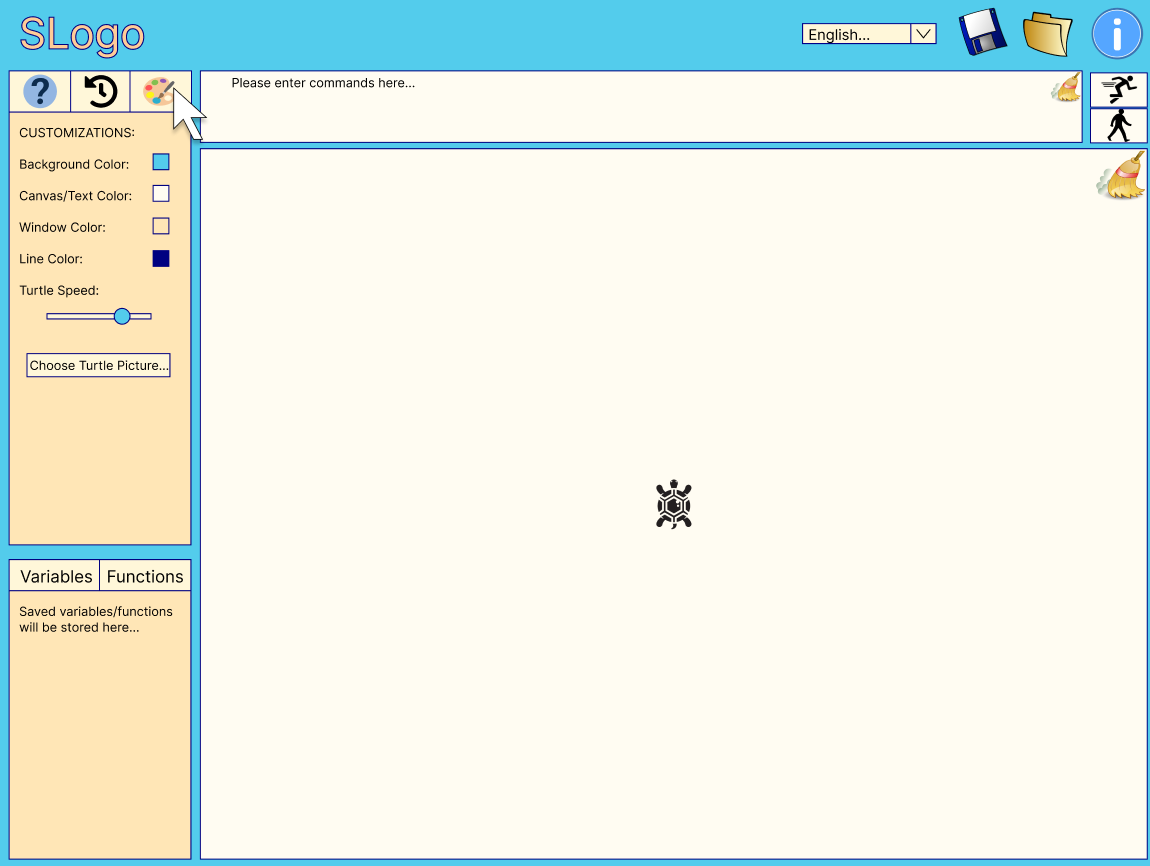 SLogo
English...
?
i
Please enter commands here...
CUSTOMIZATIONS:
Background Color:
Canvas/Text Color:
Window Color:
Line Color:
Turtle Speed:
Choose Turtle Picture...
Variables Functions
Saved variables/functions
will be stored here...